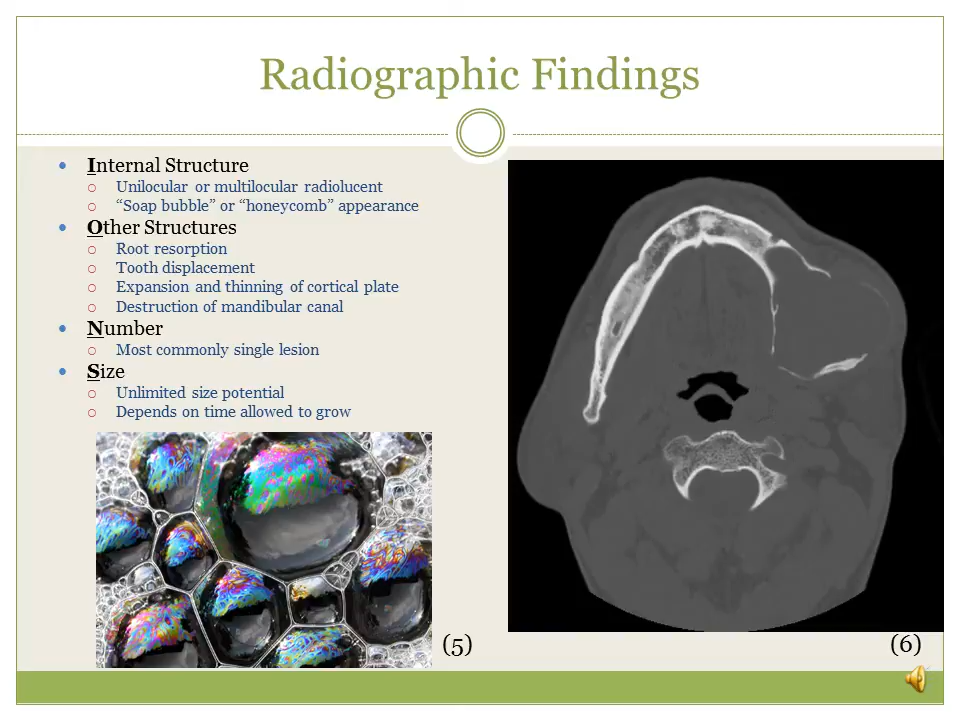 Radiographic Findings
Internal Structure
Unilocular or multilocular radiolucent
“Soap bubble” or “honeycomb” appearance
Other Structures
Root resorption
Tooth displacement
Expansion and thinning of cortical plate
Destruction of mandibular canal
Number
Most commonly single lesion
Size
Unlimited size potential
Depends on time allowed to grow
(5)
(6)